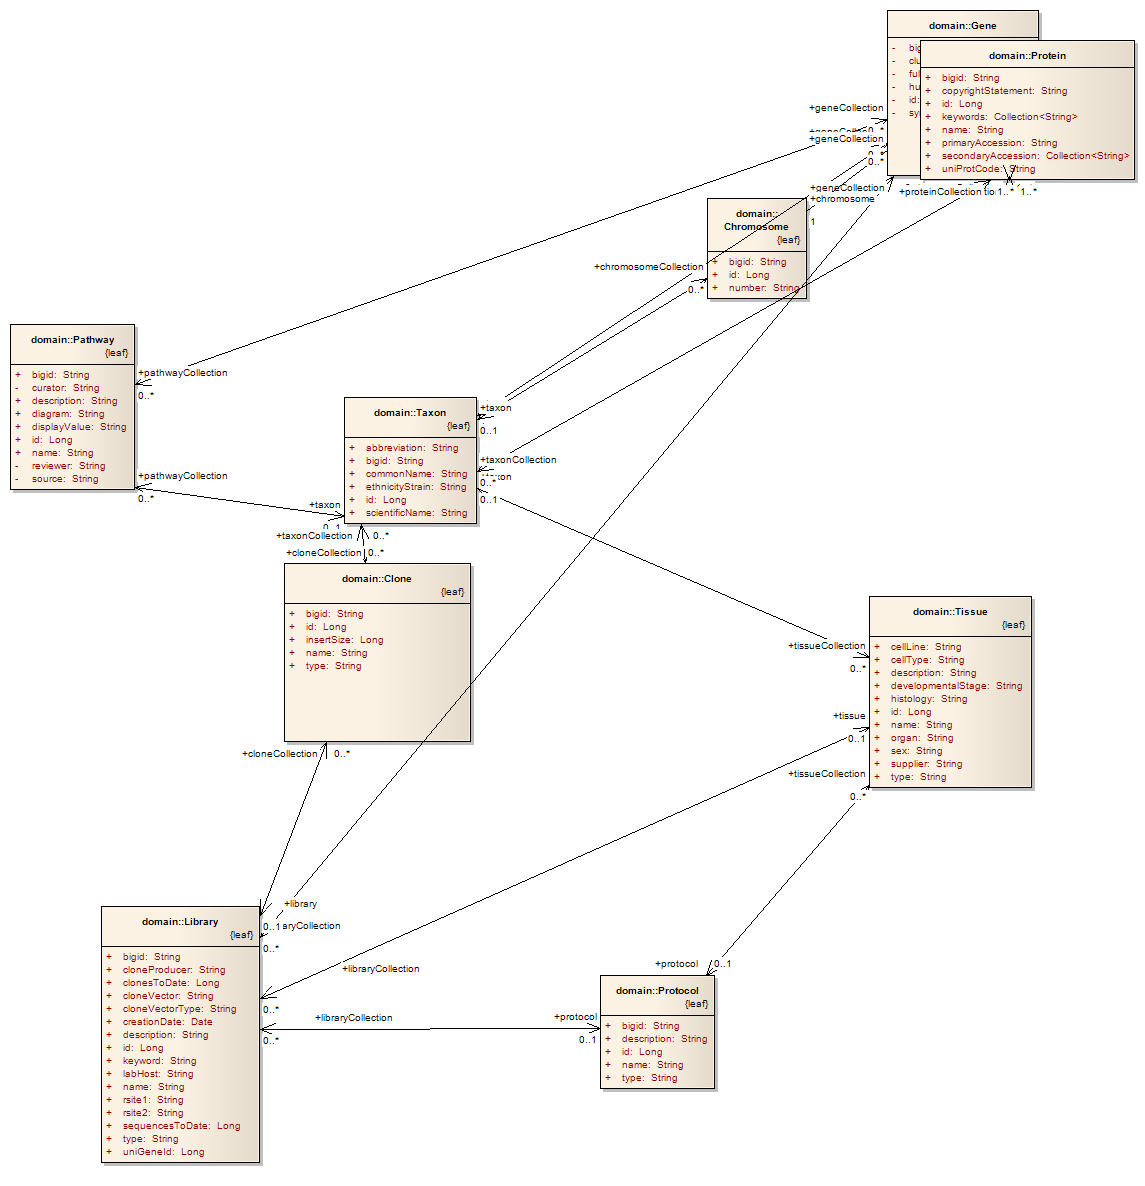 domain::Gene
- big
- clu
- ful
- hu
- id:
- sy
domain::Protein
+ bigid: String
+ copyrightStatement: String
+ id: Long
+ keywords: Collection<String>
+ name: String
+ primaryAccession: String
+ secondaryAccession: Collection<String>
+ uniProtCode: String
+geneCollection
0..*
+geneCollection
0..*
+geneCollection
+chromosome
1
+proteinCollection
1..*
1..*
domain::
Chromosome
{leaf}
+ bigid: String
+ id: Long
+ number: String
+chromosomeCollection
0..*
domain::Pathway
{leaf}
+ bigid: String
- curator: String
+ description: String
+ diagram: String
+ displayValue: String
+ id: Long
+ name: String
- reviewer: String
- source: String
+pathwayCollection
0..*
+pathwayCollection
0..*
domain::Taxon
{leaf}
+ abbreviation: String
+ bigid: String
+ commonName: String
+ ethnicityStrain: String
+ id: Long
+ scientificName: String
+taxon
0..1
+taxonCollection
0..*
0..1
+taxon
0..1
+taxonCollection
0..*
+cloneCollection
0..*
domain::Clone
{leaf}
+ bigid: String
+ id: Long
+ insertSize: Long
+ name: String
+ type: String
+cloneCollection
0..*
domain::Tissue
{leaf}
+ cellLine: String
+ cellType: String
+ description: String
+ developmentalStage: String
+ histology: String
+ id: Long
+ name: String
+ organ: String
+ sex: String
+ supplier: String
+ type: String
+tissueCollection
0..*
+tissue
0..1
+tissueCollection
0..*
domain::Library
{leaf}
+ bigid: String
+ cloneProducer: String
+ clonesToDate: Long
+ cloneVector: String
+ cloneVectorType: String
+ creationDate: Date
+ description: String
+ id: Long
+ keyword: String
+ labHost: String
+ name: String
+ rsite1: String
+ rsite2: String
+ sequencesToDate: Long
+ type: String
+ uniGeneId: Long
+library
0..1
aryCollection
0..*
+libraryCollection
0..*
+libraryCollection
0..*
+protocol
0..1
+protocol
0..1
domain::Protocol
{leaf}
+ bigid: String
+ description: String
+ id: Long
+ name: String
+ type: String